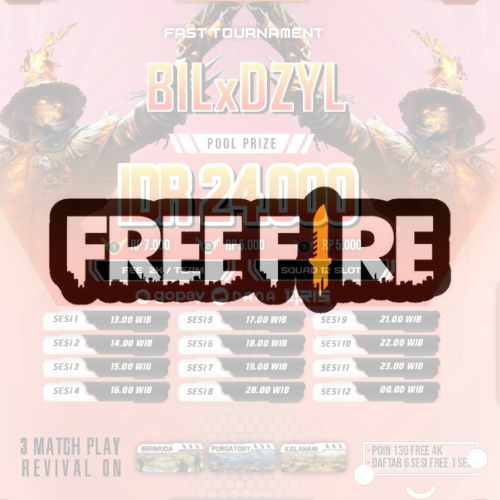 FAST TOURNAMENT
BILxDZYL
POOL PRIZE
IDR 24.000
FREE FIRE
RP 7.000 RP 5.000 RP 5.000
FEE 2K / TEAM SQUAD 12 SLOT
gopay DANA QRIS
SESI 1 13.00 WIB SESI 5 17.00 WIB SESI 9 21.00 WIB
SESI 2 14.00 WIB SESI 6 18.00 WIB SESI 10 22.00 WIB
SESI 3 15.00 WIB SESI 7 19.00 WIB SESI 11 23.00 WIB
SESI 4 16.00 WIB SESI 8 20.00 WIB SESI 12 00.00 WIB
3 MATCH PLAY
REVIVAL ON
BERMUDA PURGATORY KALAHARI
- POIN 130 FREE 4K
- DAFTAR 6 SESI FREE 1